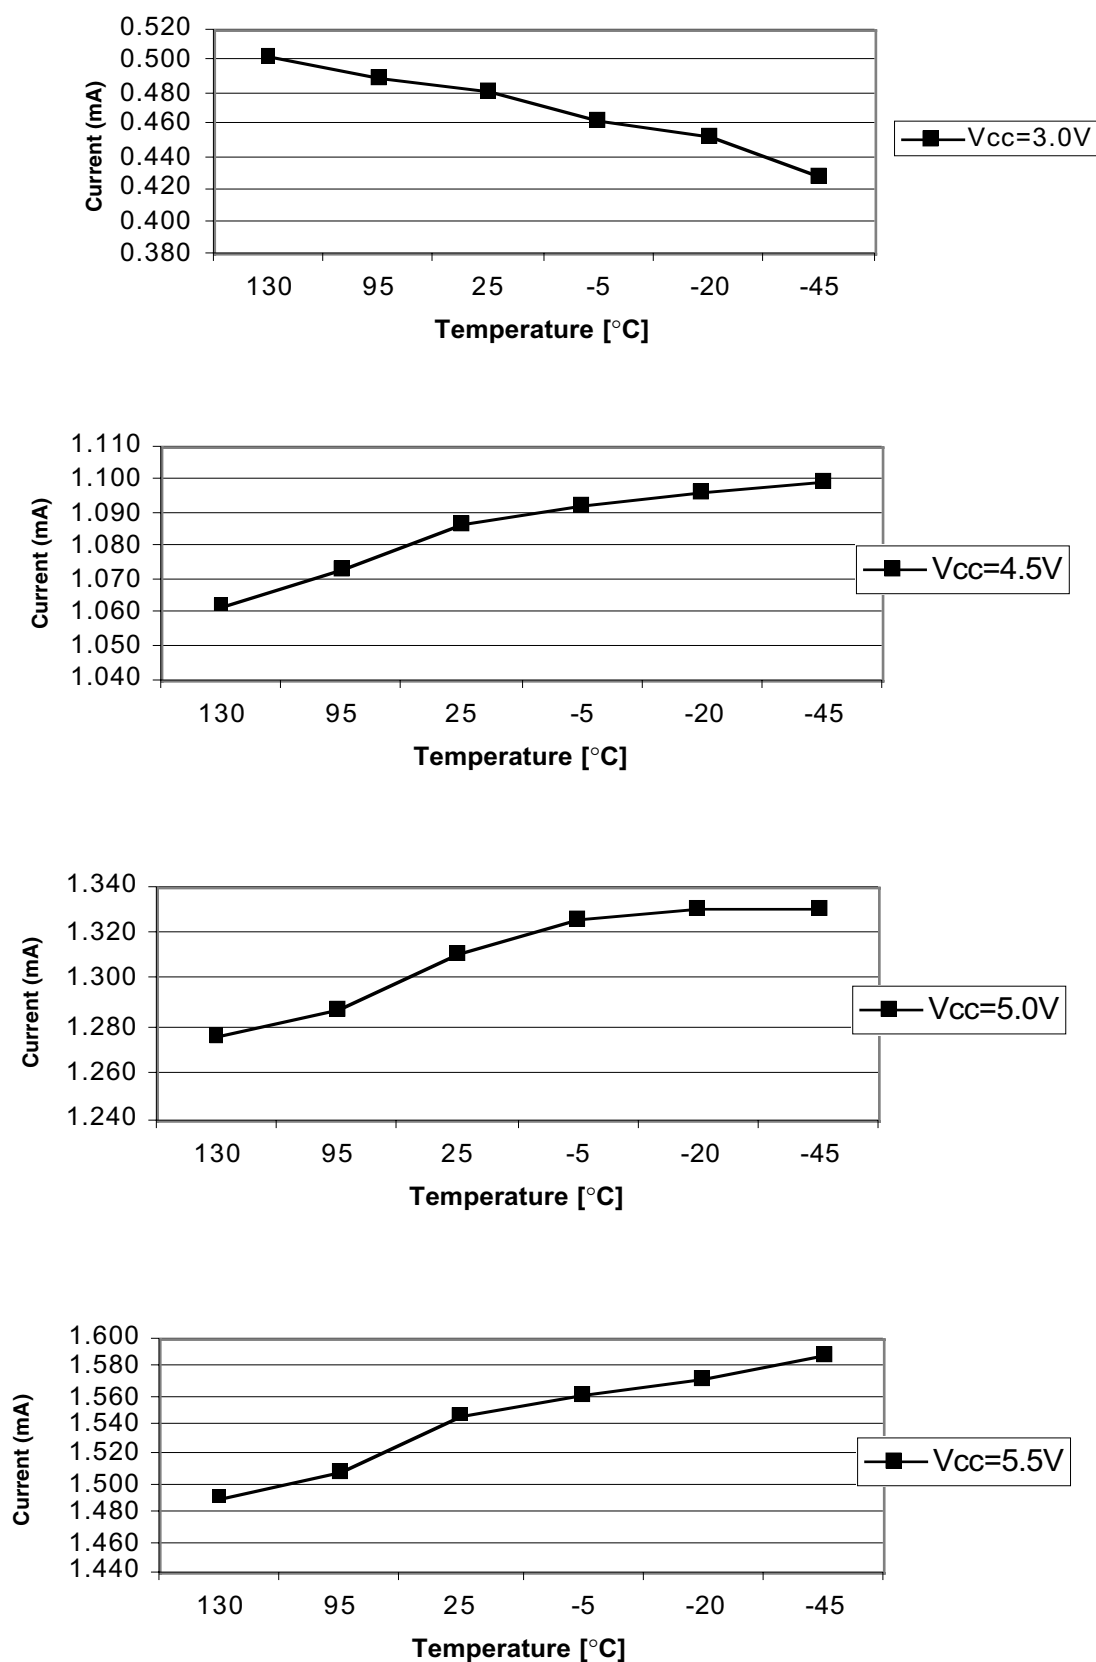 0.520
0.500
0.480
0.460
0.440
0.420
0.400
0.380
Current (mA)
130 95 25 -5 -20 -45
Temperature [°C]
Vcc=3.0V
1.110
1.100
1.090
1.080
1.070
1.060
1.050
1.040
Current (mA)
130 95 25 -5 -20 -45
Temperature [°C]
Vcc=4.5V
1.340
1.320
1.300
1.280
1.260
1.240
Current (mA)
130 95 25 -5 -20 -45
Temperature [°C]
Vcc=5.0V
1.600
1.580
1.560
1.540
1.520
1.500
1.480
1.460
1.440
Current (mA)
130 95 25 -5 -20 -45
Temperature [°C]
Vcc=5.5V